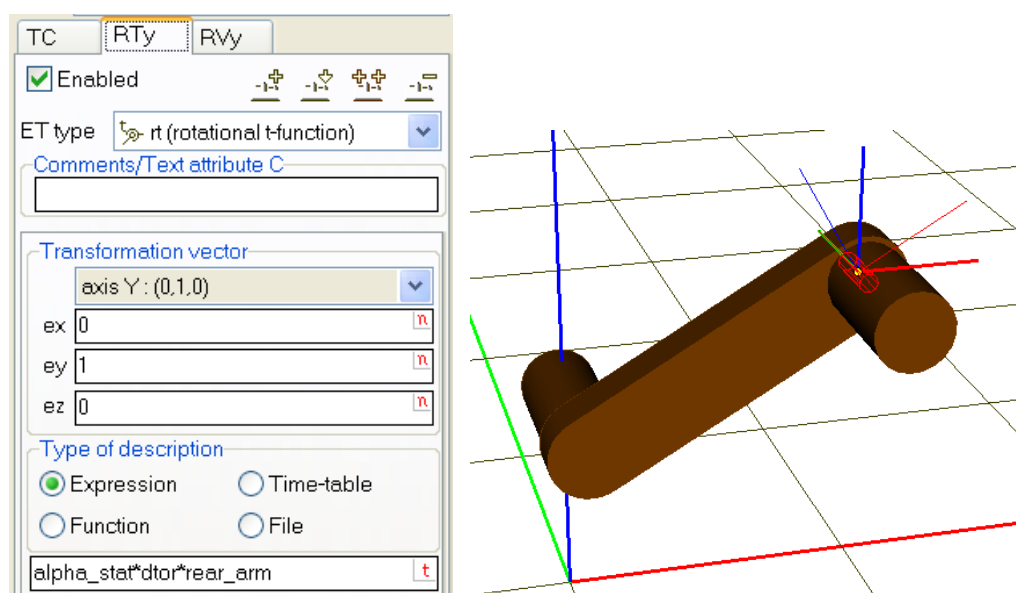 TC RTy RVy
Enabled
ET type rt (rotational t-function)
Comments/Text attribute C
Transformation vector
axis Y : (0,1,0)
ex 0 n
ey 1 n
ez 0 n
Type of description
Expression Time-table
Function File
alpha_stat*dtor*rear_arm t